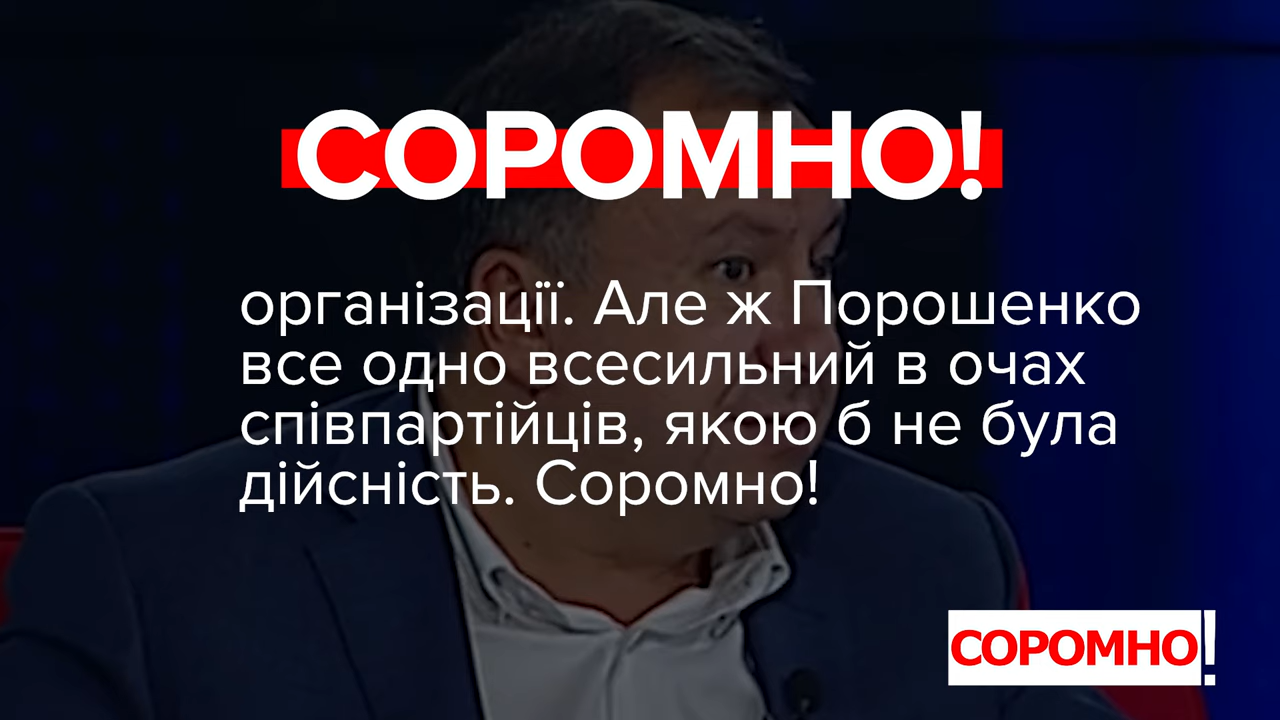 СОРОМНО!
організації. Але ж Порошенко
все одно всесильний в очах
співпартійців, якою б не була
дійсність. Соромно!
СОРОМНО!